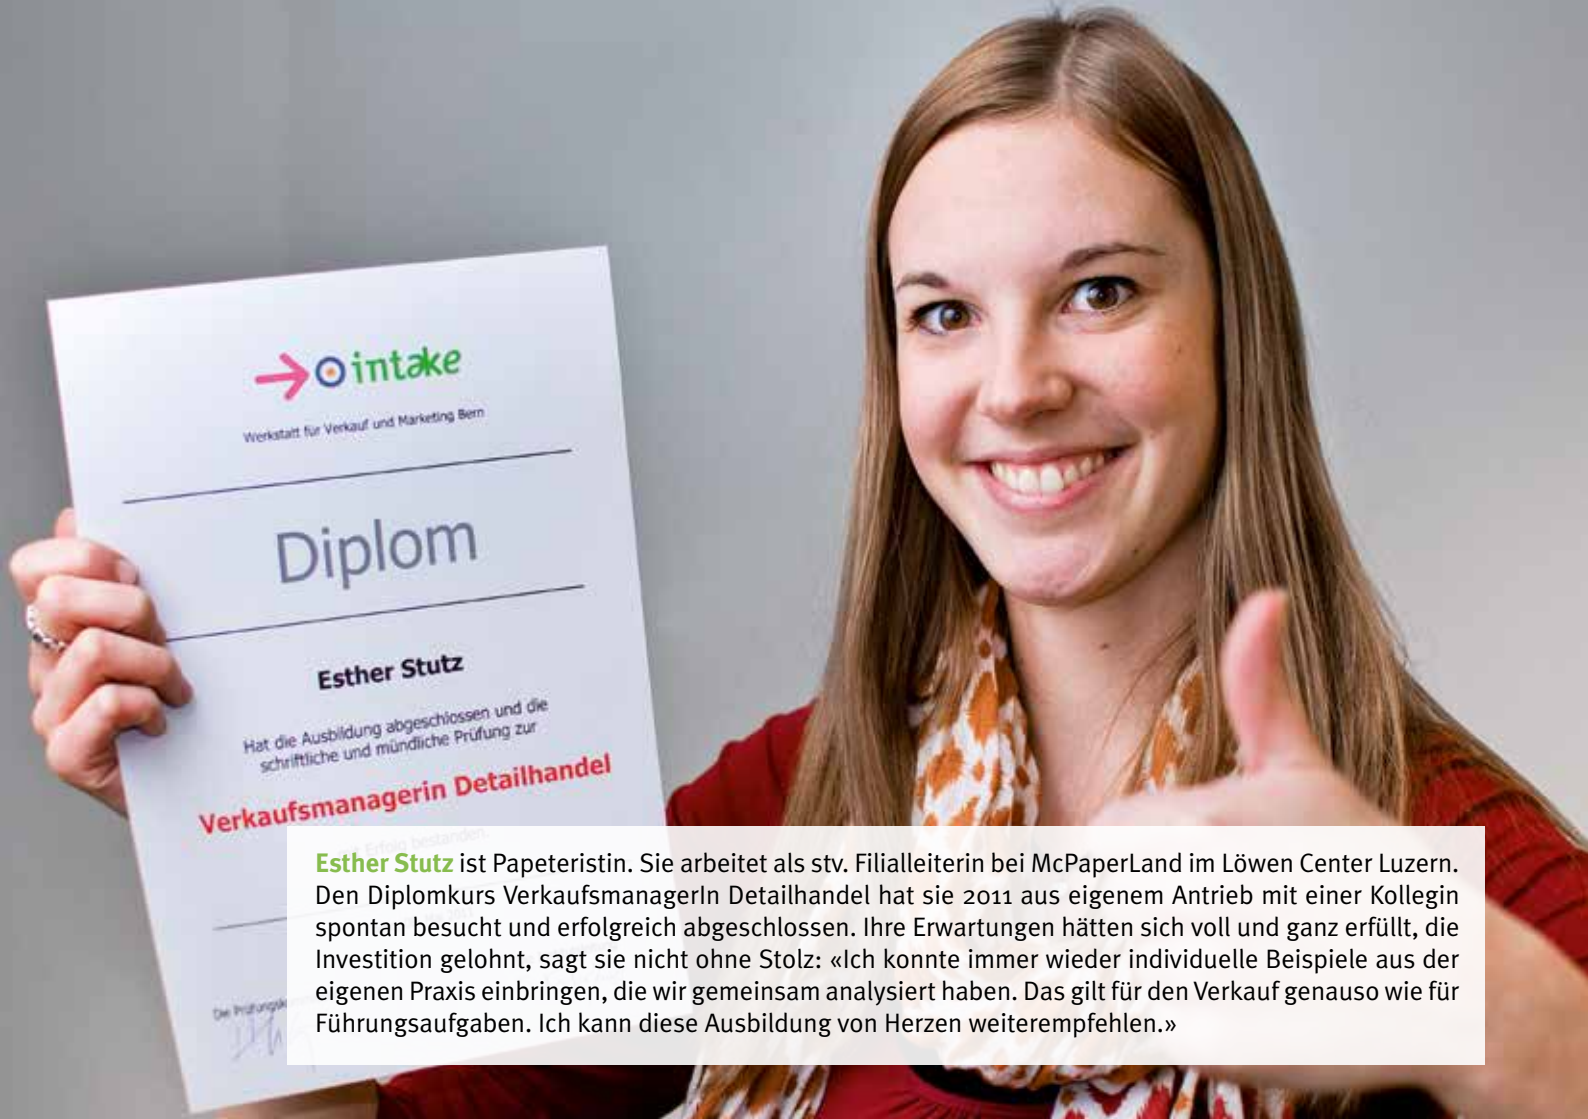 intake
Werkstatt für Verkauf und Marketing Bern
Diplom
Esther Stutz
Hat die Ausbildung abgeschlossen und die
schriftliche und mündliche Prüfung zur
Verkaufsmanagerin Detailhandel
mit Erfolg bestanden.
Esther Stutz ist Papeteristin. Sie arbeitet als stv. Filialleiterin bei McPaperLand im Löwen Center Luzern.
Den Diplomkurs VerkaufsmanagerIn Detailhandel hat sie 2011 aus eigenem Antrieb mit einer Kollegin
spontan besucht und erfolgreich abgeschlossen. Ihre Erwartungen hätten sich voll und ganz erfüllt, die
Investition gelohnt, sagt sie nicht ohne Stolz: «Ich konnte immer wieder individuelle Beispiele aus der
eigenen Praxis einbringen, die wir gemeinsam analysiert haben. Das gilt für den Verkauf genauso wie für
Führungsaufgaben. Ich kann diese Ausbildung von Herzen weiterempfehlen.»
Die